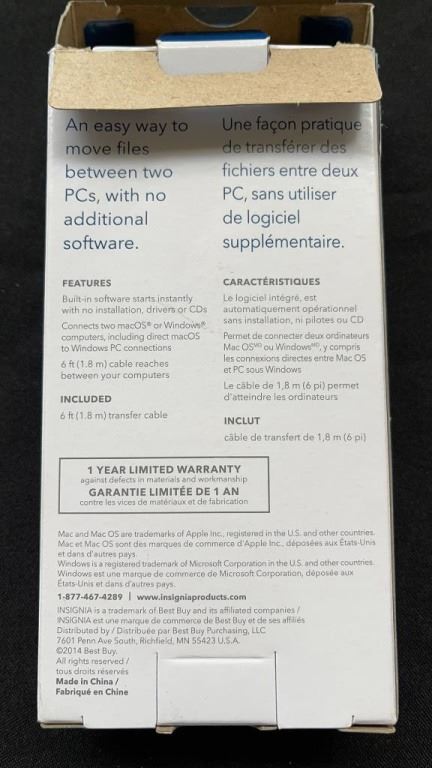 An easy way to
move files
between two
PCs, with no
additional
software.
Une façon pratique
de transférer des
fichiers entre deux
PC, sans utiliser
de logiciel
supplémentaire.
FEATURES
Built-in software starts instantly
with no installation, drivers or CDs
Connects two macOS® or Windows®
computers, including direct macOS
to Windows PC connections
6 ft (1.8 m) cable reaches
between your computers
INCLUDED
6 ft (1.8 m) transfer cable
CARACTÉRISTIQUES
Le logiciel intégré, est
automatiquement opérationnel
sans installation, ni pilotes ou CD
Permet de connecter deux ordinateurs
Mac OSᴹᴰ ou Windowsᴹᴰ, y compris
les connexions directes entre Mac OS
et PC sous Windows
Le câble de 1,8 m (6 pi) permet
d'atteindre les ordinateurs
INCLUT
câble de transfert de 1,8 m (6 pi)
1 YEAR LIMITED WARRANTY
against defects in materials and workmanship
GARANTIE LIMITÉE DE 1 AN
contre les vices de matériaux et de fabrication
Mac and Mac OS are trademarks of Apple Inc., registered in the U.S. and other countries.
Mac et Mac OS sont des marques de commerce d'Apple Inc., déposées aux États-Unis
et dans d'autres pays.
Windows is a registered trademark of Microsoft Corporation in the U.S. and other countries.
Windows est une marque de commerce de Microsoft Corporation, déposée aux
États-Unis et dans d'autres pays.
1-877-467-4289 | www.insigniaproducts.com
INSIGNIA is a trademark of Best Buy and its affiliated companies /
INSIGNIA est une marque de commerce de Best Buy et de ses affiliés
Distributed by / Distribuée par Best Buy Purchasing, LLC
7601 Penn Ave South, Richfield, MN 55423 U.S.A.
©2014 Best Buy.
All rights reserved /
tous droits réservés
Made in China /
Fabriqué en Chine